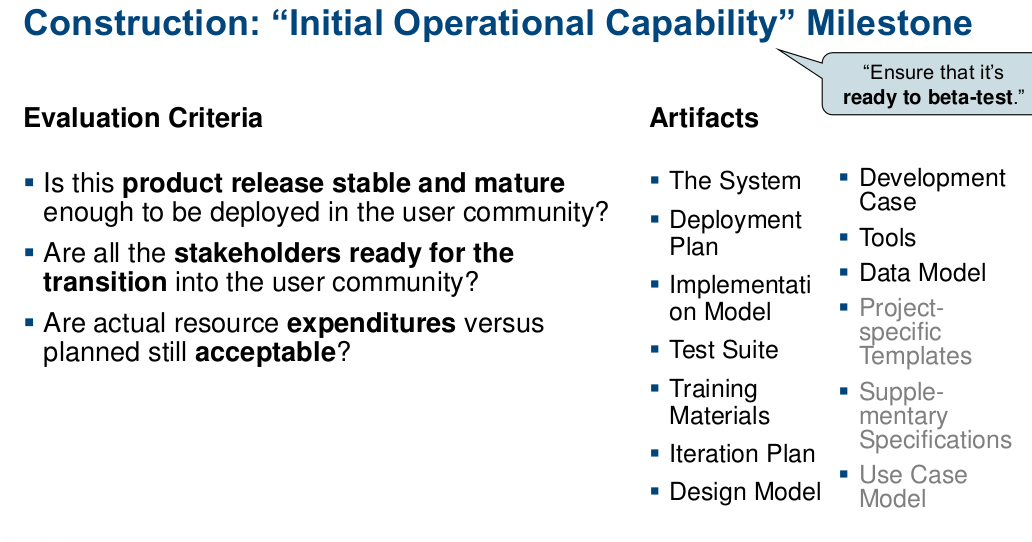 Construction: “Initial Operational Capability” Milestone
“Ensure that it’s
ready to beta-test.”
Evaluation Criteria
▪ Is this product release stable and mature
enough to be deployed in the user community?
▪ Are all the stakeholders ready for the
transition into the user community?
▪ Are actual resource expenditures versus
planned still acceptable?
Artifacts
▪ The System
▪ Deployment
Plan
▪ Implementati
on Model
▪ Test Suite
▪ Training
Materials
▪ Iteration Plan
▪ Design Model
▪ Development
Case
▪ Tools
▪ Data Model
▪ Project-
specific
Templates
▪ Supple-
mentary
Specifications
▪ Use Case
Model